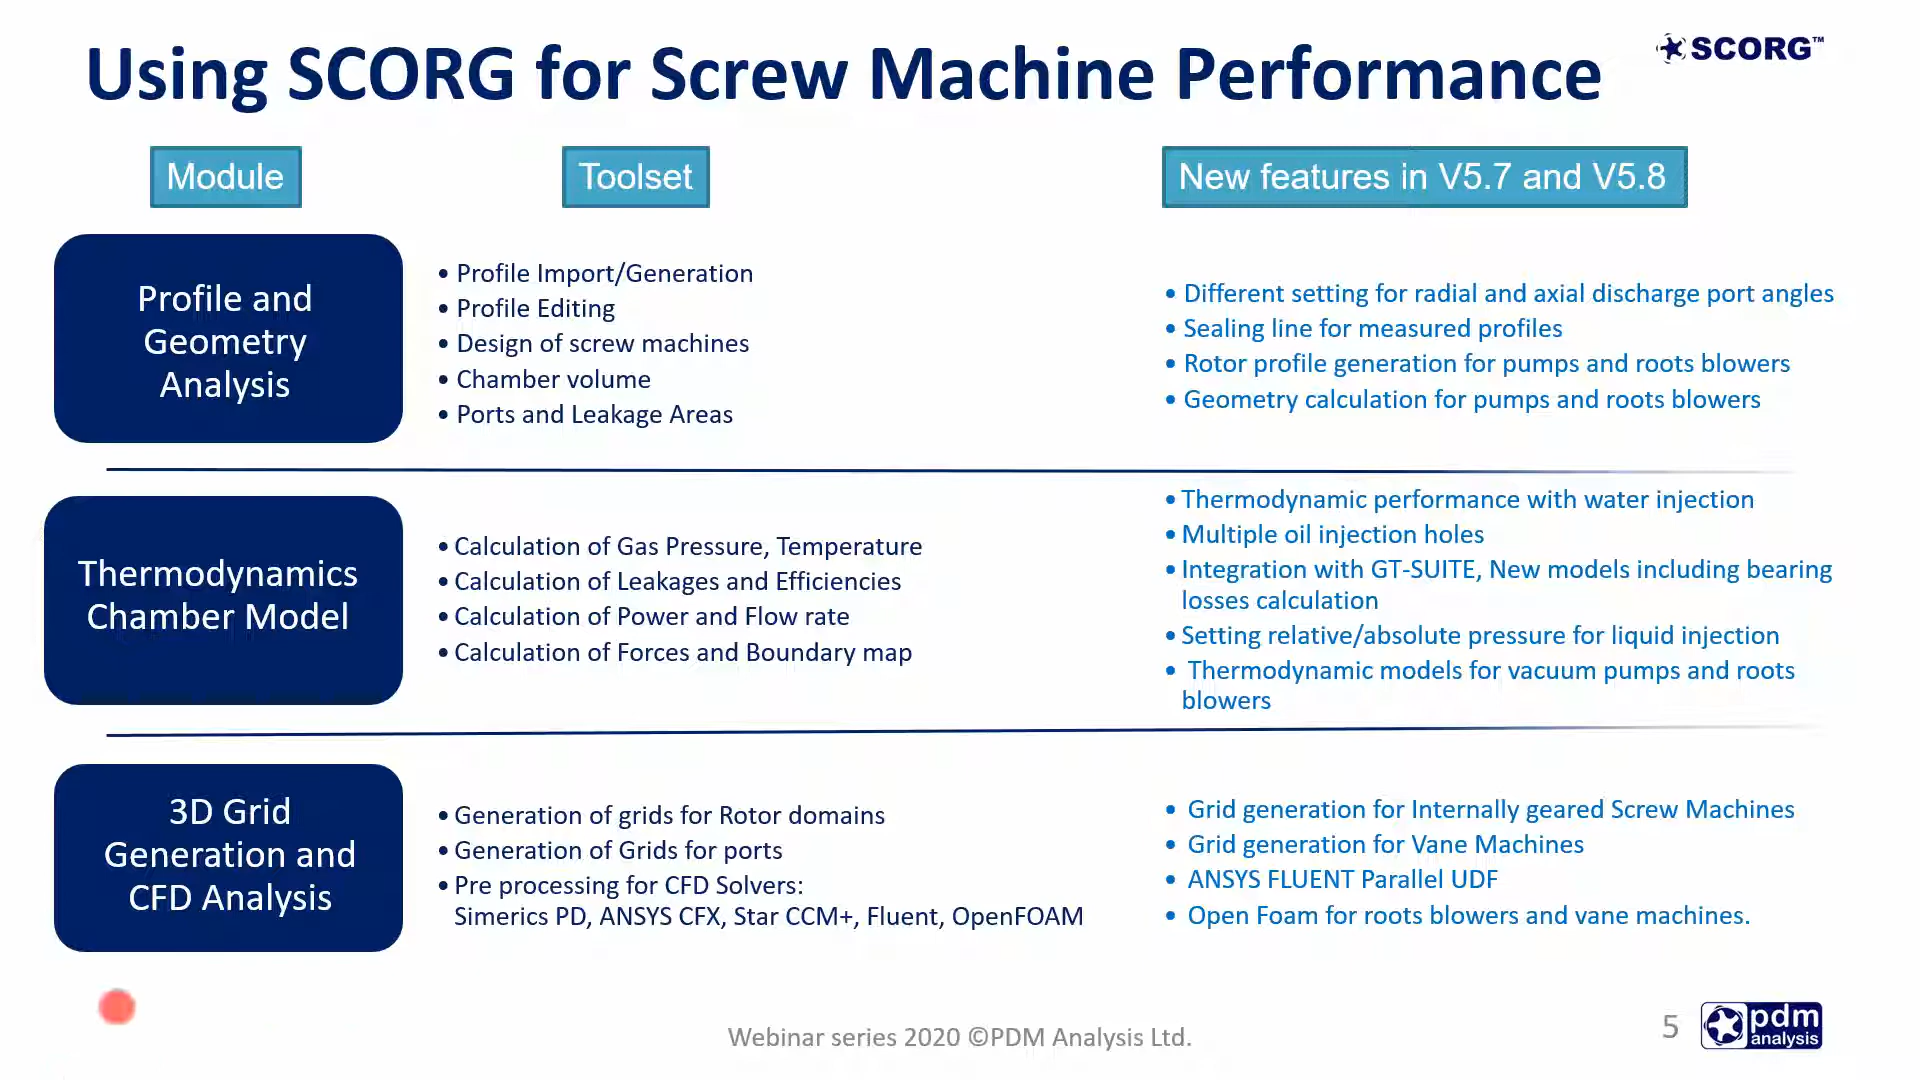 Using SCORG for Screw Machine Performance
SCORG™
Module
Toolset
New features in V5.7 and V5.8
Profile and
Geometry
Analysis
• Profile Import/Generation
• Profile Editing
• Design of screw machines
• Chamber volume
• Ports and Leakage Areas
• Different setting for radial and axial discharge port angles
• Sealing line for measured profiles
• Rotor profile generation for pumps and roots blowers
• Geometry calculation for pumps and roots blowers
Thermodynamics
Chamber Model
• Calculation of Gas Pressure, Temperature
• Calculation of Leakages and Efficiencies
• Calculation of Power and Flow rate
• Calculation of Forces and Boundary map
• Thermodynamic performance with water injection
• Multiple oil injection holes
• Integration with GT-SUITE, New models including bearing
losses calculation
• Setting relative/absolute pressure for liquid injection
• Thermodynamic models for vacuum pumps and roots
blowers
3D Grid
Generation and
CFD Analysis
• Generation of grids for Rotor domains
• Generation of Grids for ports
• Pre processing for CFD Solvers:
Simerics PD, ANSYS CFX, Star CCM+, Fluent, OpenFOAM
• Grid generation for Internally geared Screw Machines
• Grid generation for Vane Machines
• ANSYS FLUENT Parallel UDF
• Open Foam for roots blowers and vane machines.
Webinar series 2020 ©PDM Analysis Ltd.
5
pdm
analysis